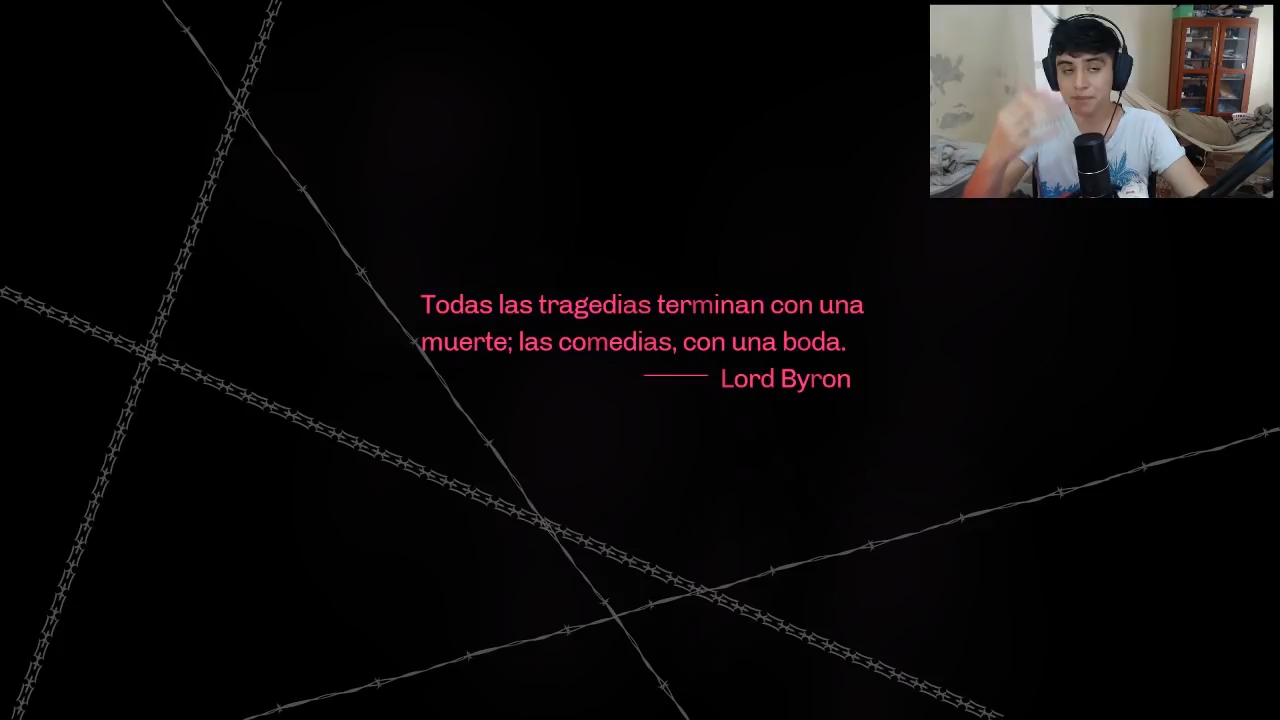 Todas las tragedias terminan con una
muerte; las comedias, con una boda.
Lord Byron